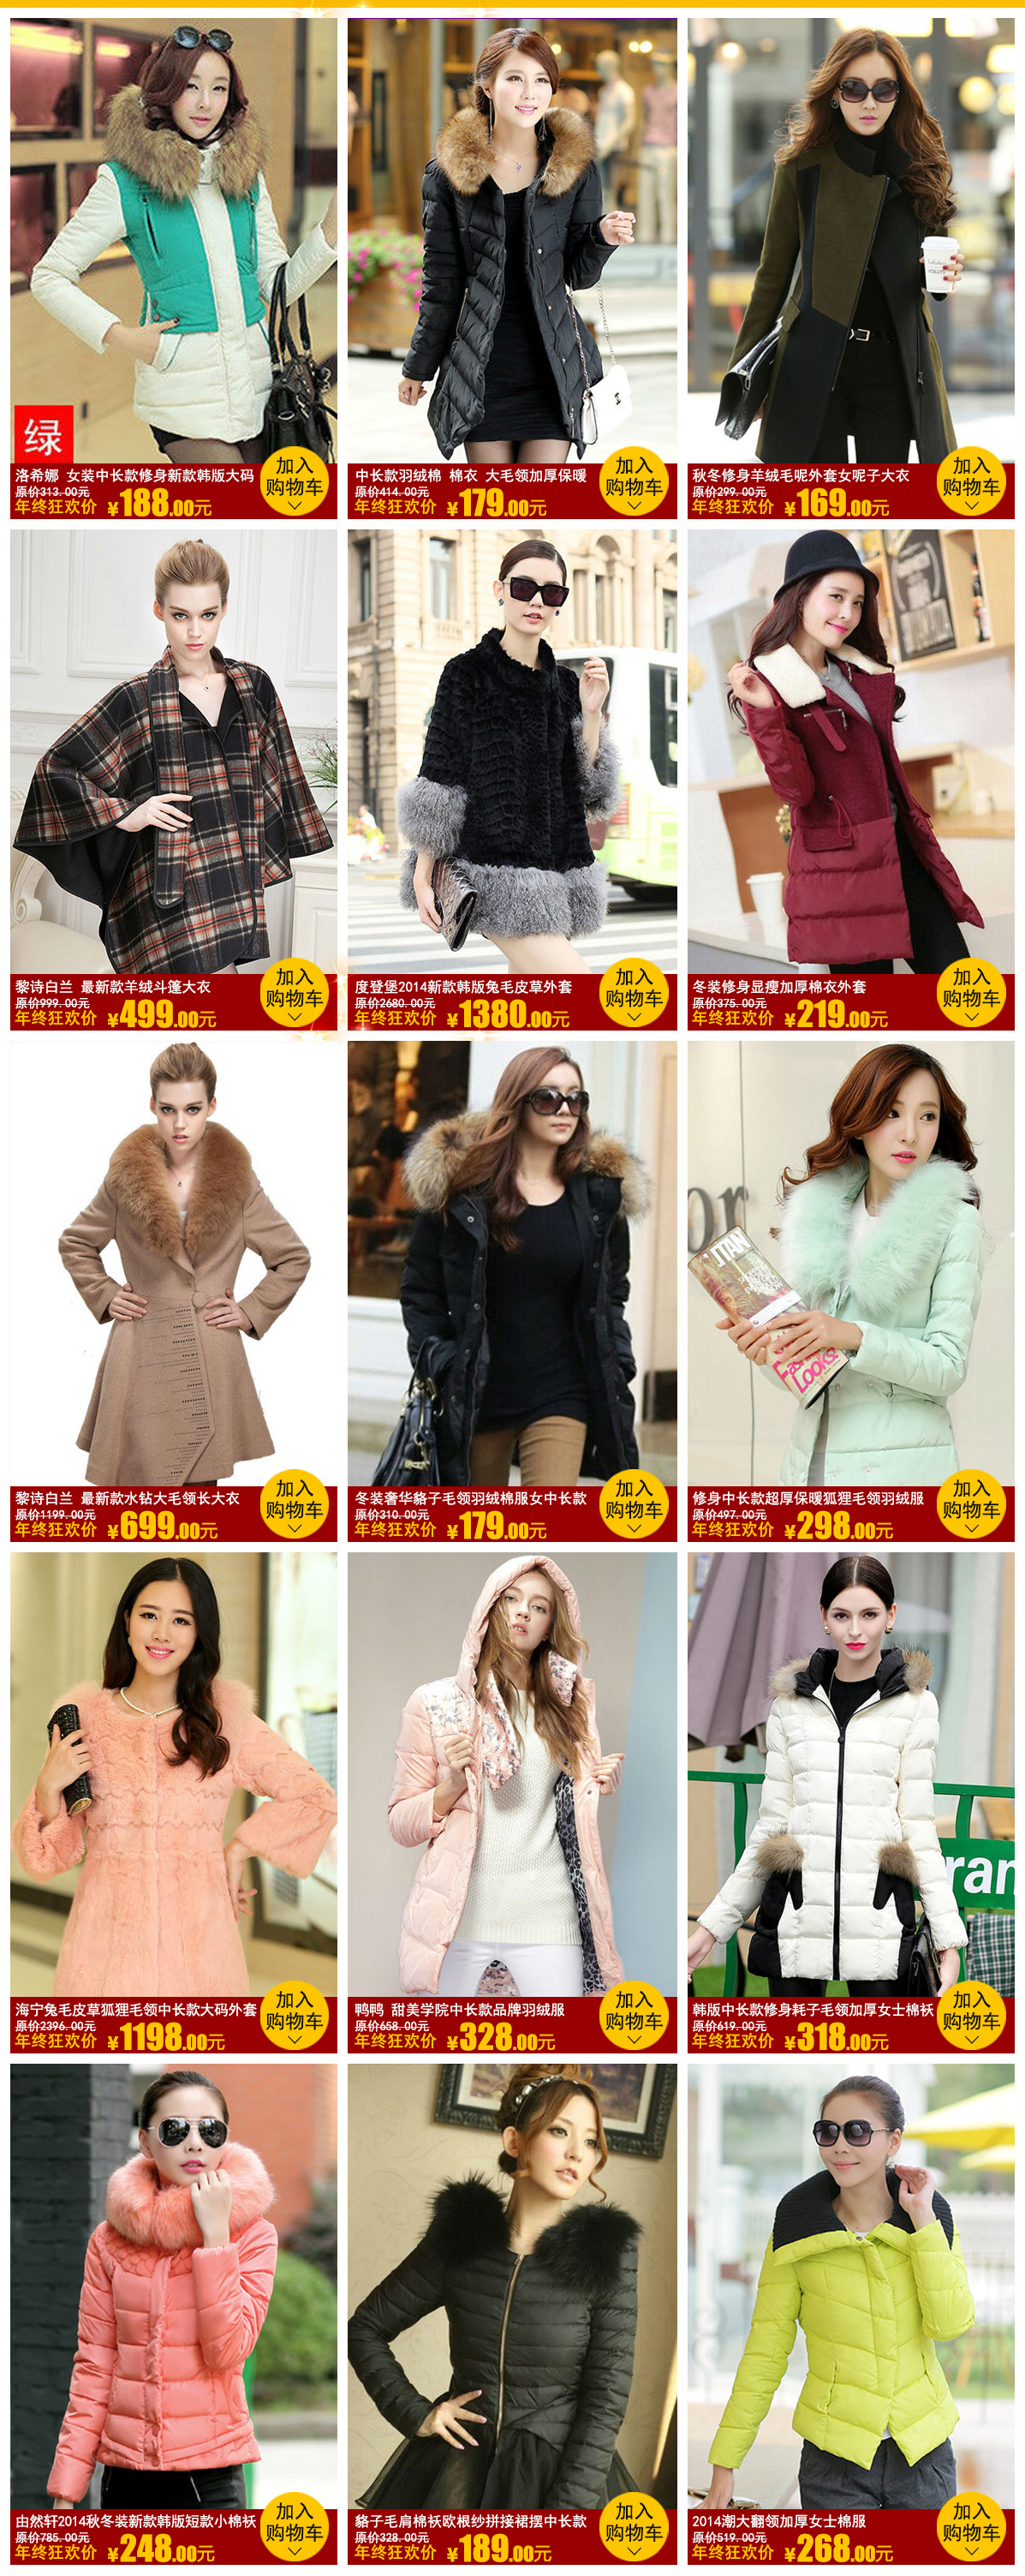 绿
洛希娜 女装中长款修身新款韩版大码
原价313.00元
年终狂欢价 ¥188.00元
加入
购物车
中长款羽绒棉 棉衣 大毛领加厚保暖
原价414.00元
年终狂欢价 ¥179.00元
加入
购物车
秋冬修身羊绒毛呢外套女呢子大衣
原价299.00元
年终狂欢价 ¥169.00元
加入
购物车
黎诗白兰 最新款羊绒斗篷大衣
原价999.00元
年终狂欢价 ¥499.00元
加入
购物车
度登堡2014新款韩版兔毛皮草外套
原价2680.00元
年终狂欢价 ¥1380.00元
加入
购物车
冬装修身显瘦加厚棉衣外套
原价375.00元
年终狂欢价 ¥219.00元
加入
购物车
黎诗白兰 最新款水钻大毛领长大衣
原价1199.00元
年终狂欢价 ¥699.00元
加入
购物车
冬装奢华貉子毛领羽绒棉服女中长款
原价310.00元
年终狂欢价 ¥179.00元
加入
购物车
修身中长款超厚保暖狐狸毛领羽绒服
原价497.00元
年终狂欢价 ¥298.00元
加入
购物车
海宁兔毛皮草狐狸毛领中长款大码外套
原价2396.00元
年终狂欢价 ¥1198.00元
加入
购物车
鸭鸭 甜美学院中长款品牌羽绒服
原价658.00元
年终狂欢价 ¥328.00元
加入
购物车
ran
韩版中长款修身耗子毛领加厚女士棉袄
原价619.00元
年终狂欢价 ¥318.00元
加入
购物车
由然轩2014秋冬装新款韩版短款小棉袄
原价785.00元
年终狂欢价 ¥248.00元
加入
购物车
貉子毛肩棉袄欧根纱拼接裙摆中长款
原价328.00元
年终狂欢价 ¥189.00元
加入
购物车
2014潮大翻领加厚女士棉服
原价519.00元
年终狂欢价 ¥268.00元
加入
购物车